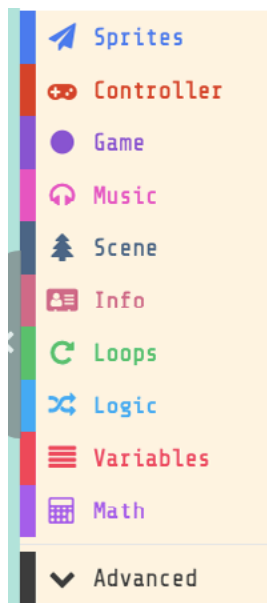 Sprites
Controller
Game
Music
Scene
Info
Loops
Logic
Variables
Math
Advanced